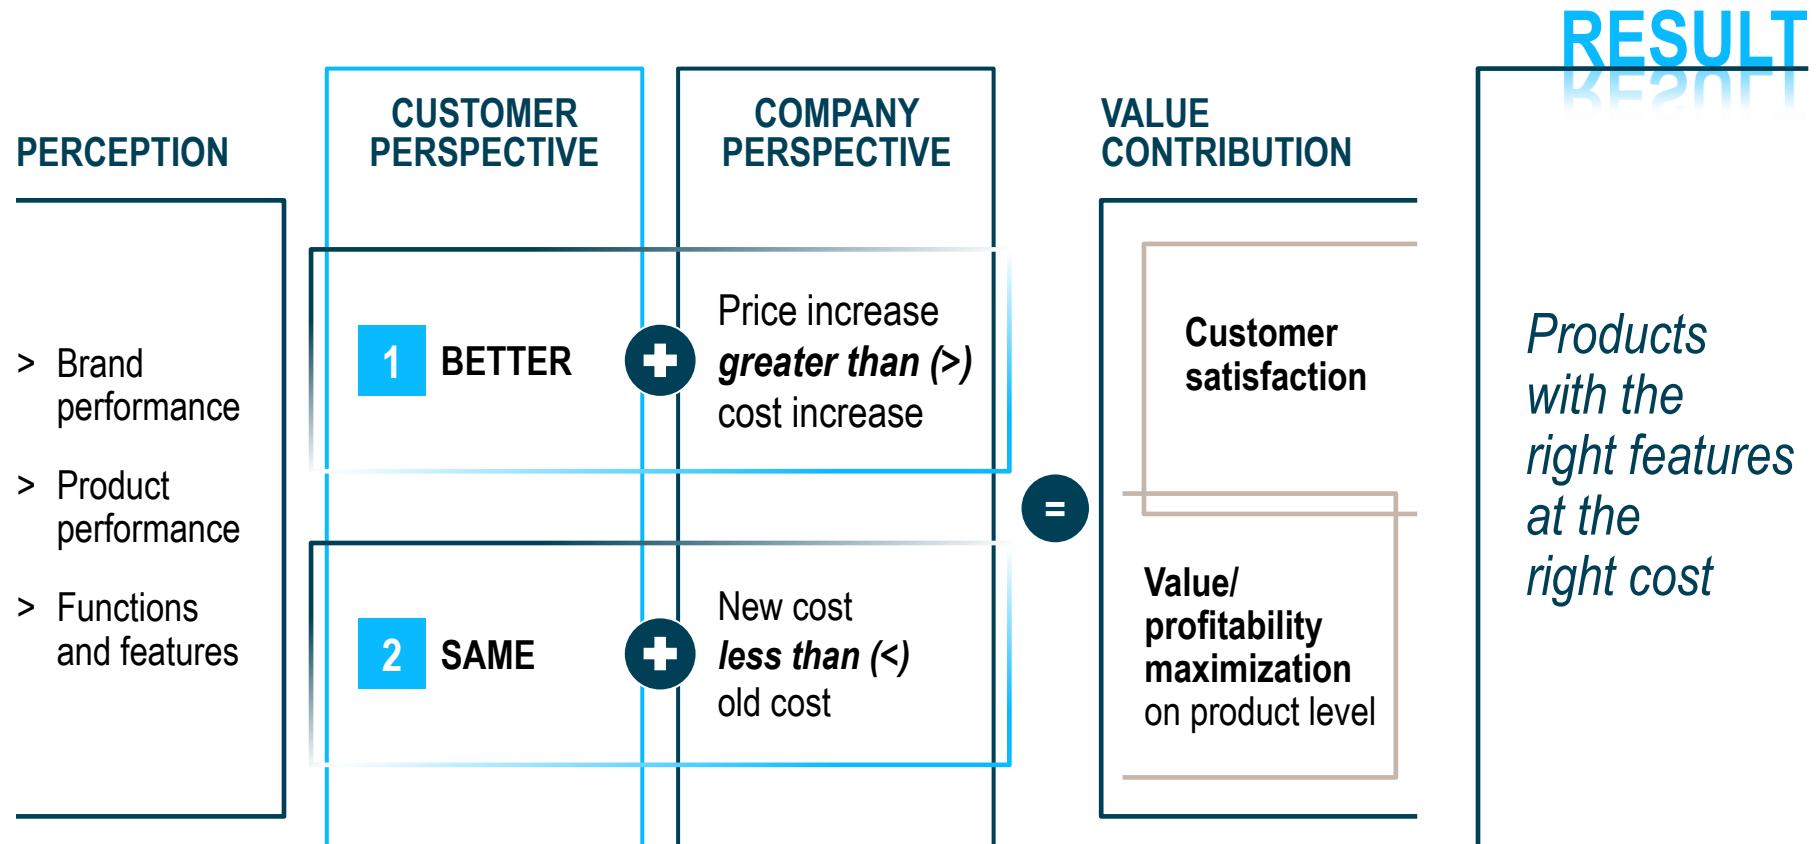 RESULT
PERCEPTION
> Brand
performance
> Product
performance
> Functions
and features
CUSTOMER
PERSPECTIVE
COMPANY
PERSPECTIVE
1 BETTER
Price increase
greater than (>)
cost increase
2 SAME
New cost
less than (<)
old cost
=
VALUE
CONTRIBUTION
Customer
satisfaction
Value/
profitability
maximization
on product level
Products
with the
right features
at the
right cost